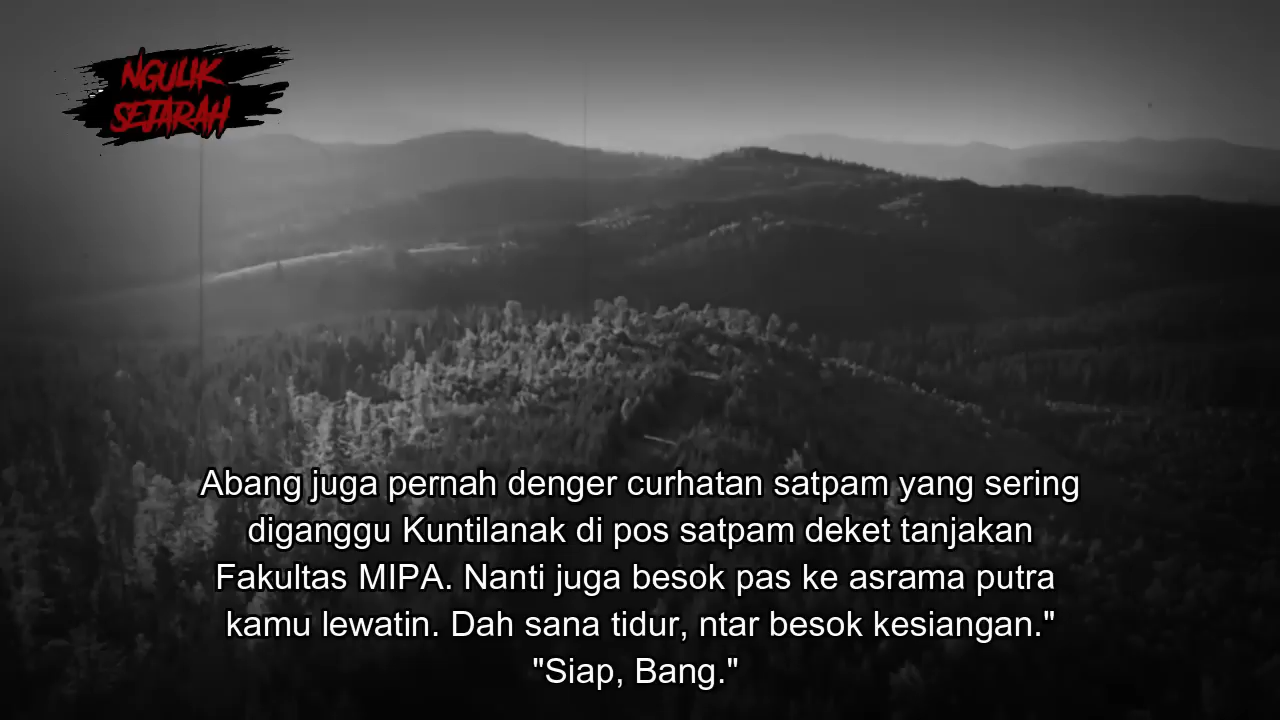 NGULIK
SEJARAH
Abang juga pernah denger curhatan satpam yang sering
diganggu Kuntilanak di pos satpam deket tanjakan
Fakultas MIPA. Nanti juga besok pas ke asrama putra
kamu lewatin. Dah sana tidur, ntar besok kesiangan."
"Siap, Bang."